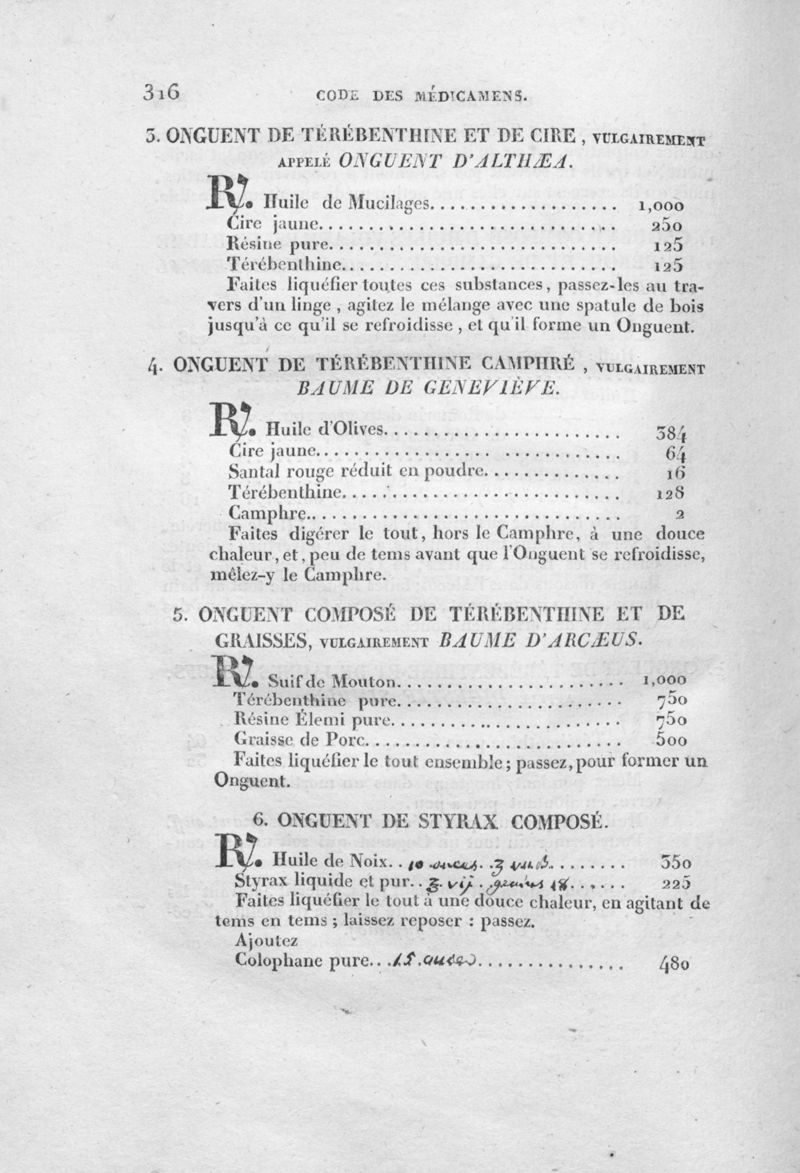 316 CODE DES MÉDICAMENS.
3. ONGUENT DE TÉRÉBENTHINE ET DE CIRE, VULGAIREMENT
APPELÉ ONGUENT D'ALTHÆA.
R/. Huile de Mucilages................... 1,000
Cire jaune.............................. 250
Résine pure............................. 125
Térébenthine............................ 125
Faites liquéfier toutes ces substances, passez-les au tra-
vers d'un linge, agitez le mélange avec une spatule de bois
jusqu'à ce qu'il se refroidisse, et qu'il forme un Onguent.
4. ONGUENT DE TÉRÉBENTHINE CAMPHRÉ, VULGAIREMENT
BAUME DE GENEVIÈVE.
R/. Huile d'Olives........................ 384
Cire jaune.............................. 64
Santal rouge réduit en poudre.............. 16
Térébenthine............................ 128
Camphre............................... 2
Faites digérer le tout, hors le Camphre, à une douce
chaleur, et, peu de tems avant que l'Onguent se refroidisse,
mêlez-y le Camphre.
5. ONGUENT COMPOSÉ DE TÉRÉBENTHINE ET DE
GRAISSES, VULGAIREMENT BAUME D'ARCÆUS.
R/. Suif de Mouton....................... 1,000
Térébenthine pure....................... 750
Résine Élemi pure....................... 750
Graisse de Porc.......................... 500
Faites liquéfier le tout ensemble; passez, pour former un
Onguent.
6. ONGUENT DE STYRAX COMPOSÉ.
R/. Huile de Noix.. 10 onces ........ 350
Styrax liquide et pur.. ʒ. vij. grains 18...... 225
Faites liquéfier le tout à une douce chaleur, en agitant de
tems en tems; laissez reposer : passez.
Ajoutez
Colophane pure.. 15 onces............... 480